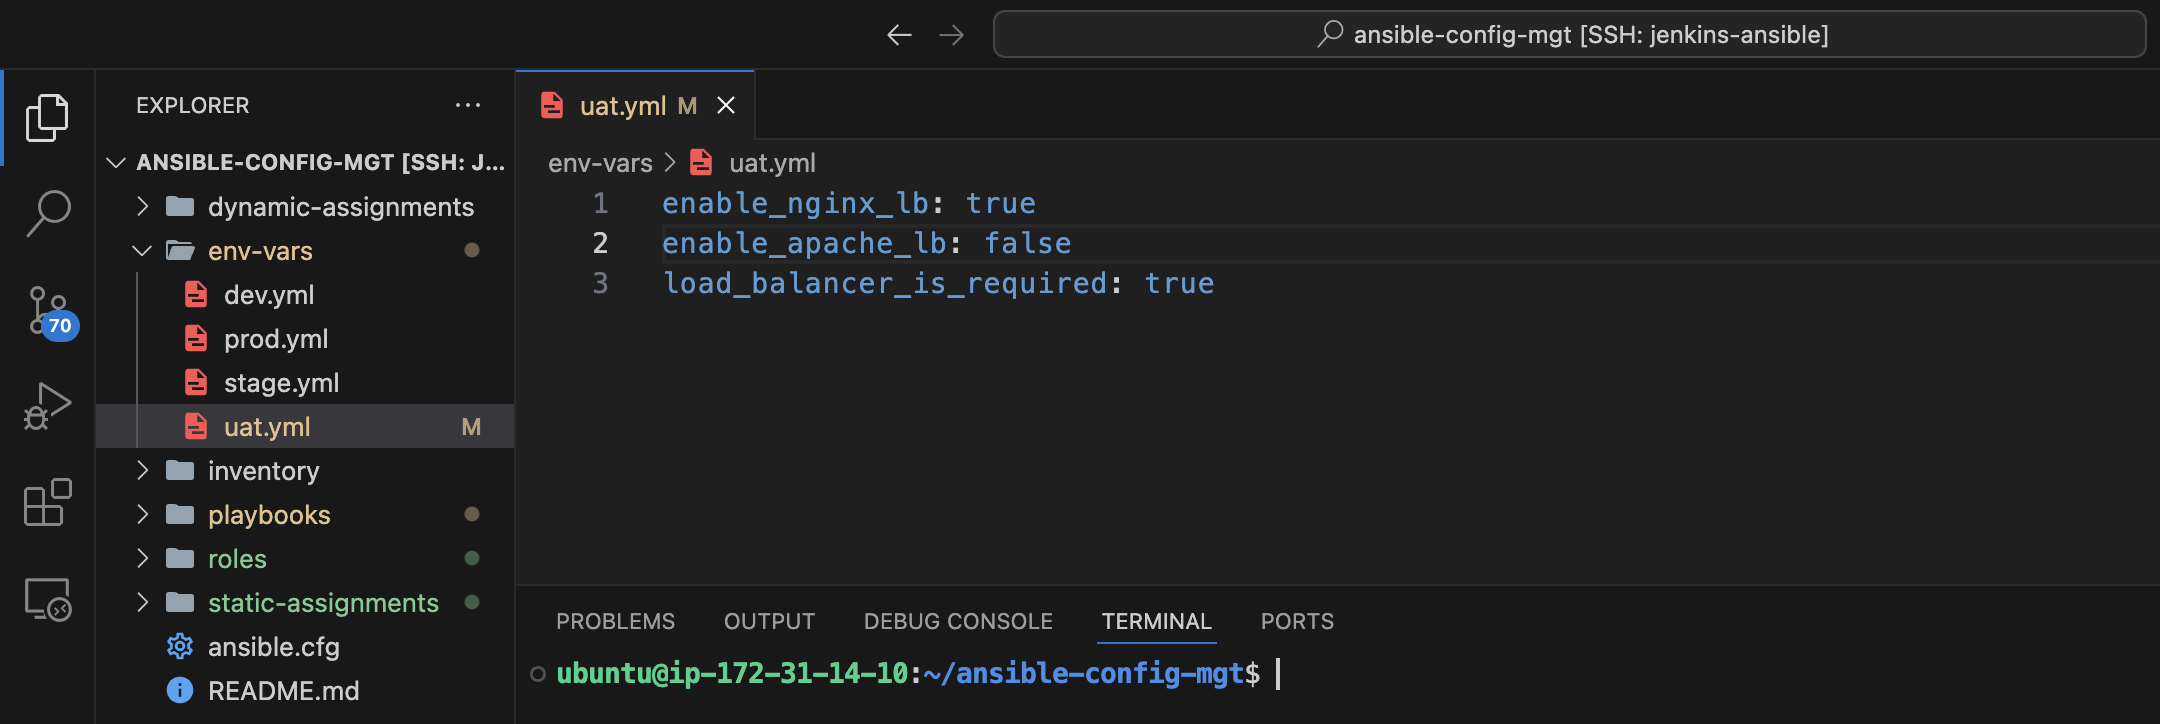 ansible-config-mgt [SSH: jenkins-ansible]
EXPLORER
ANSIBLE-CONFIG-MGT [SSH: J...
dynamic-assignments
env-vars
dev.yml
prod.yml
stage.yml
uat.yml M
inventory
playbooks
roles
static-assignments
ansible.cfg
README.md
70
uat.yml M
env-vars > uat.yml
1 enable_nginx_lb: true
2 enable_apache_lb: false
3 load_balancer_is_required: true
PROBLEMS OUTPUT DEBUG CONSOLE TERMINAL PORTS
ubuntu@ip-172-31-14-10:~/ansible-config-mgt$